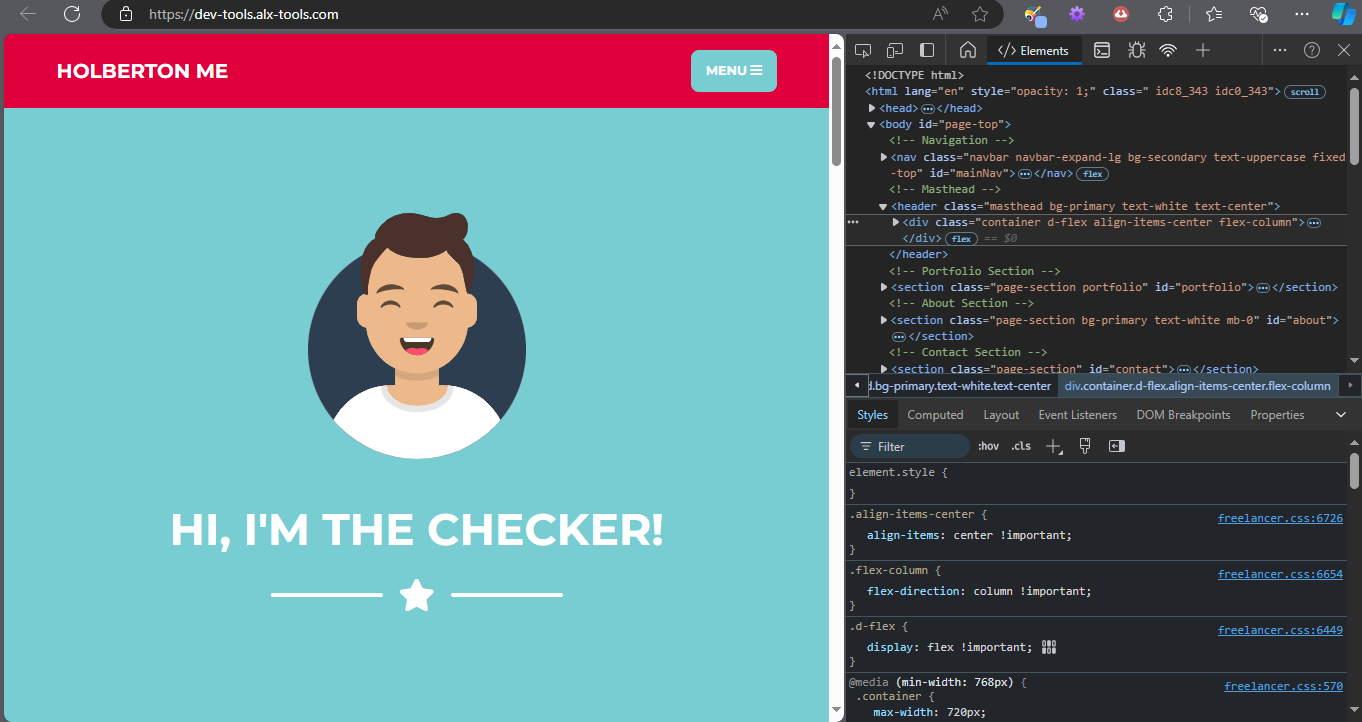 https://dev-tools.alx-tools.com
HOLBERTON ME
MENU
HI, I'M THE CHECKER!
Elements
<!DOCTYPE html>
<html lang="en" style="opacity: 1;" class=" idc8_343 idc0_343"> scroll
<head> ⋯ </head>
<body id="page-top">
<!-- Navigation -->
<nav class="navbar navbar-expand-lg bg-secondary text-uppercase fixed
-top" id="mainNav"> ⋯ </nav> flex
<!-- Masthead -->
<header class="masthead bg-primary text-white text-center">
<div class="container d-flex align-items-center flex-column"> ⋯
</div> flex == $0
</header>
<!-- Portfolio Section -->
<section class="page-section portfolio" id="portfolio"> ⋯ </section>
<!-- About Section -->
<section class="page-section bg-primary text-white mb-0" id="about">
⋯ </section>
<!-- Contact Section -->
<section class="page-section" id="contact"> ⋯ </section>
d.bg-primary.text-white.text-center div.container.d-flex.align-items-center.flex-column
Styles Computed Layout Event Listeners DOM Breakpoints Properties
Filter :hov .cls
element.style {
}
.align-items-center { freelancer.css:6726
align-items: center !important;
}
.flex-column { freelancer.css:6654
flex-direction: column !important;
}
.d-flex { freelancer.css:6449
display: flex !important;
}
@media (min-width: 768px) { freelancer.css:570
.container {
max-width: 720px;